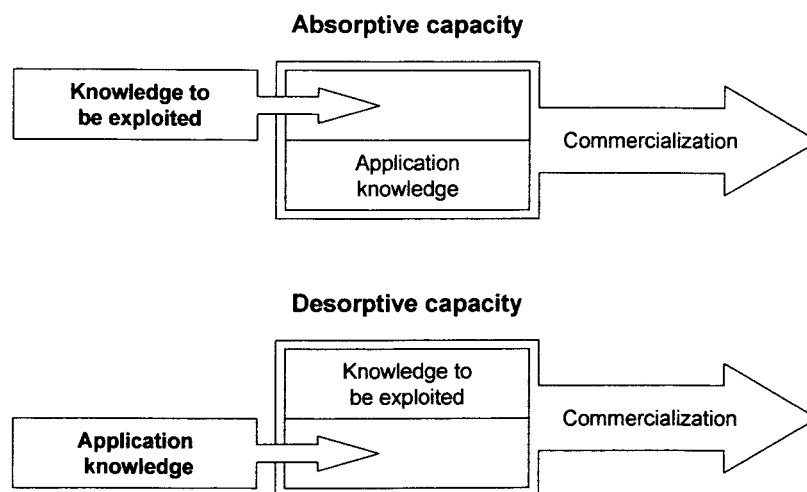 Absorptive capacity
Knowledge to
be exploited
Application
knowledge
Commercialization
Desorptive capacity
Knowledge to
be exploited
Application
knowledge
Commercialization